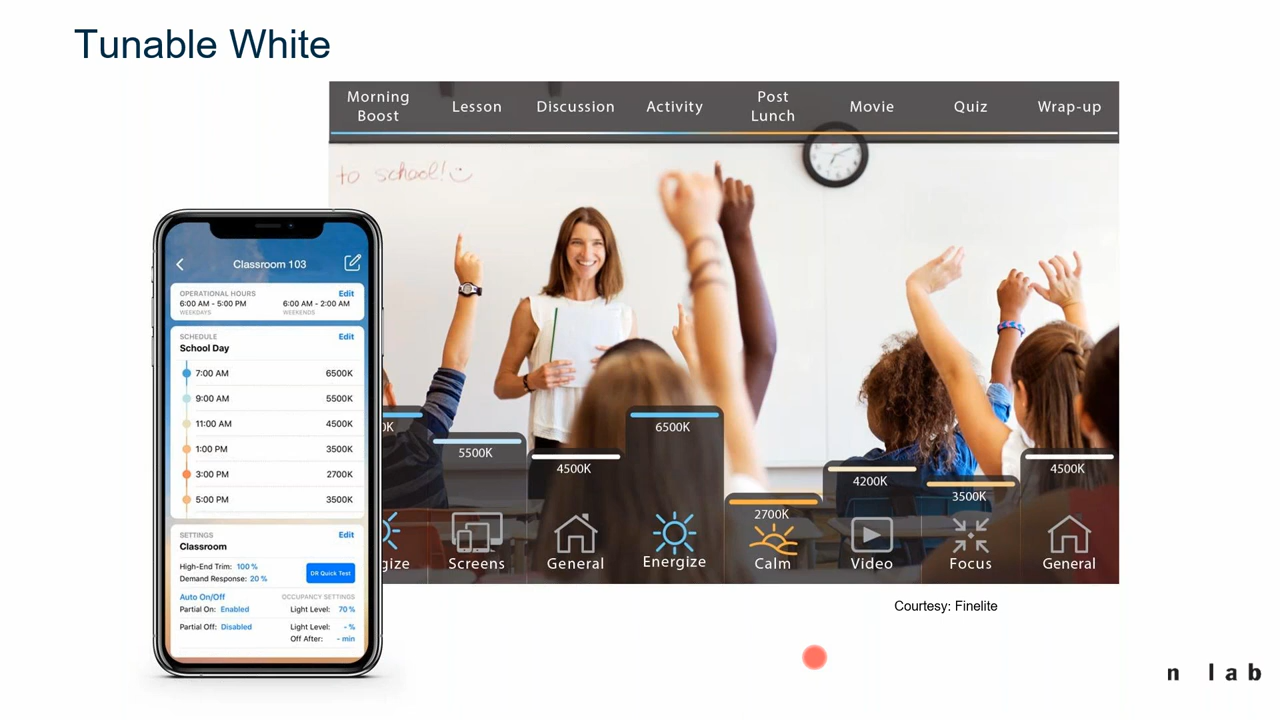 Tunable White
Morning
Boost
Lesson
Discussion
Activity
Post
Lunch
Movie
Quiz
Wrap-up
to school!
Classroom 103
OPERATIONAL HOURS
Edit
6:00 AM - 5:00 PM
6:00 AM - 2:00 AM
WEEKDAYS
WEEKENDS
SCHEDULE
Edit
School Day
7:00 AM 6500K
9:00 AM 5500K
11:00 AM 4500K
1:00 PM 3500K
3:00 PM 2700K
5:00 PM 3500K
SETTINGS
Edit
Classroom
High-End Trim: 100 %
Demand Response: 20 %
DR Quick Test
Auto On/Off
OCCUPANCY SETTINGS
Partial On: Enabled
Light Level: 70 %
Partial Off: Disabled
Light Level: - %
Off After: - min
0K
5500K
4500K
6500K
2700K
4200K
3500K
4500K
gize
Screens
General
Energize
Calm
Video
Focus
General
Courtesy: Finelite
n lab